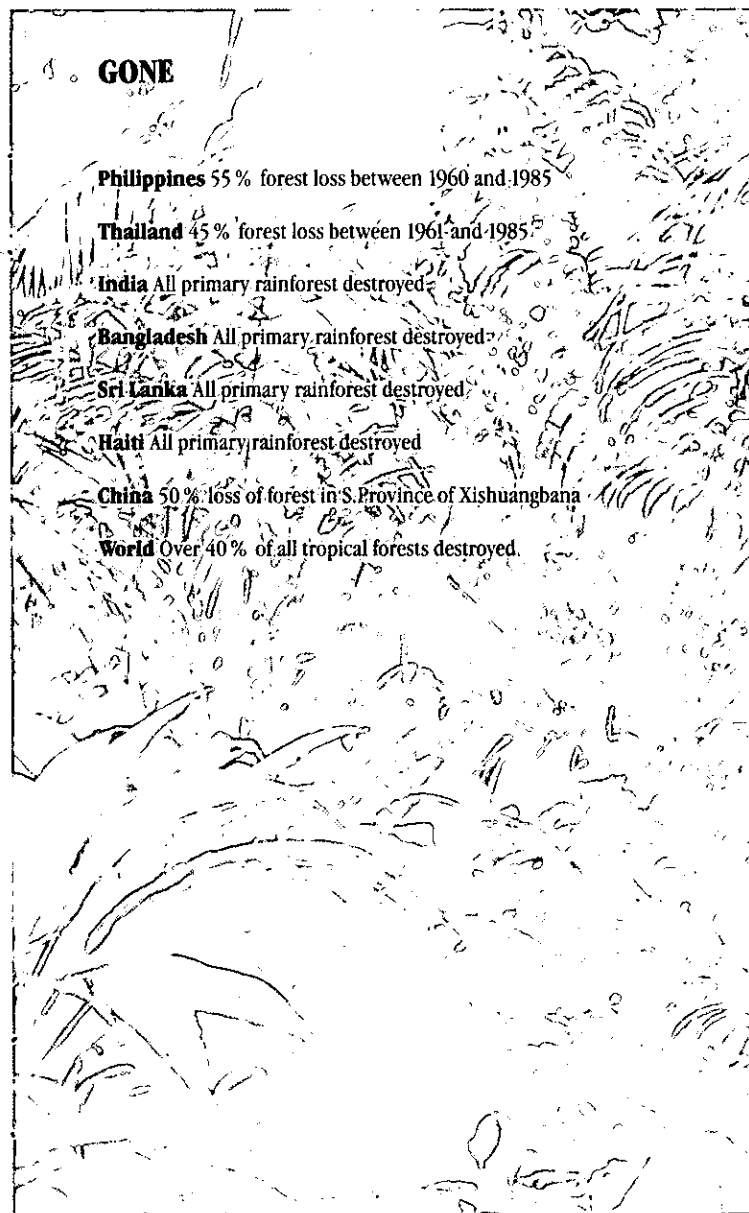 GONE
Philippines 55 % forest loss between 1960 and 1985
Thailand 45 % forest loss between 1961 and 1985
India All primary rainforest destroyed
Bangladesh All primary rainforest destroyed
Sri Lanka All primary rainforest destroyed
Haiti All primary rainforest destroyed
China 50 % loss of forest in S.Province of Xishuangbana
World Over 40 % of all tropical forests destroyed.